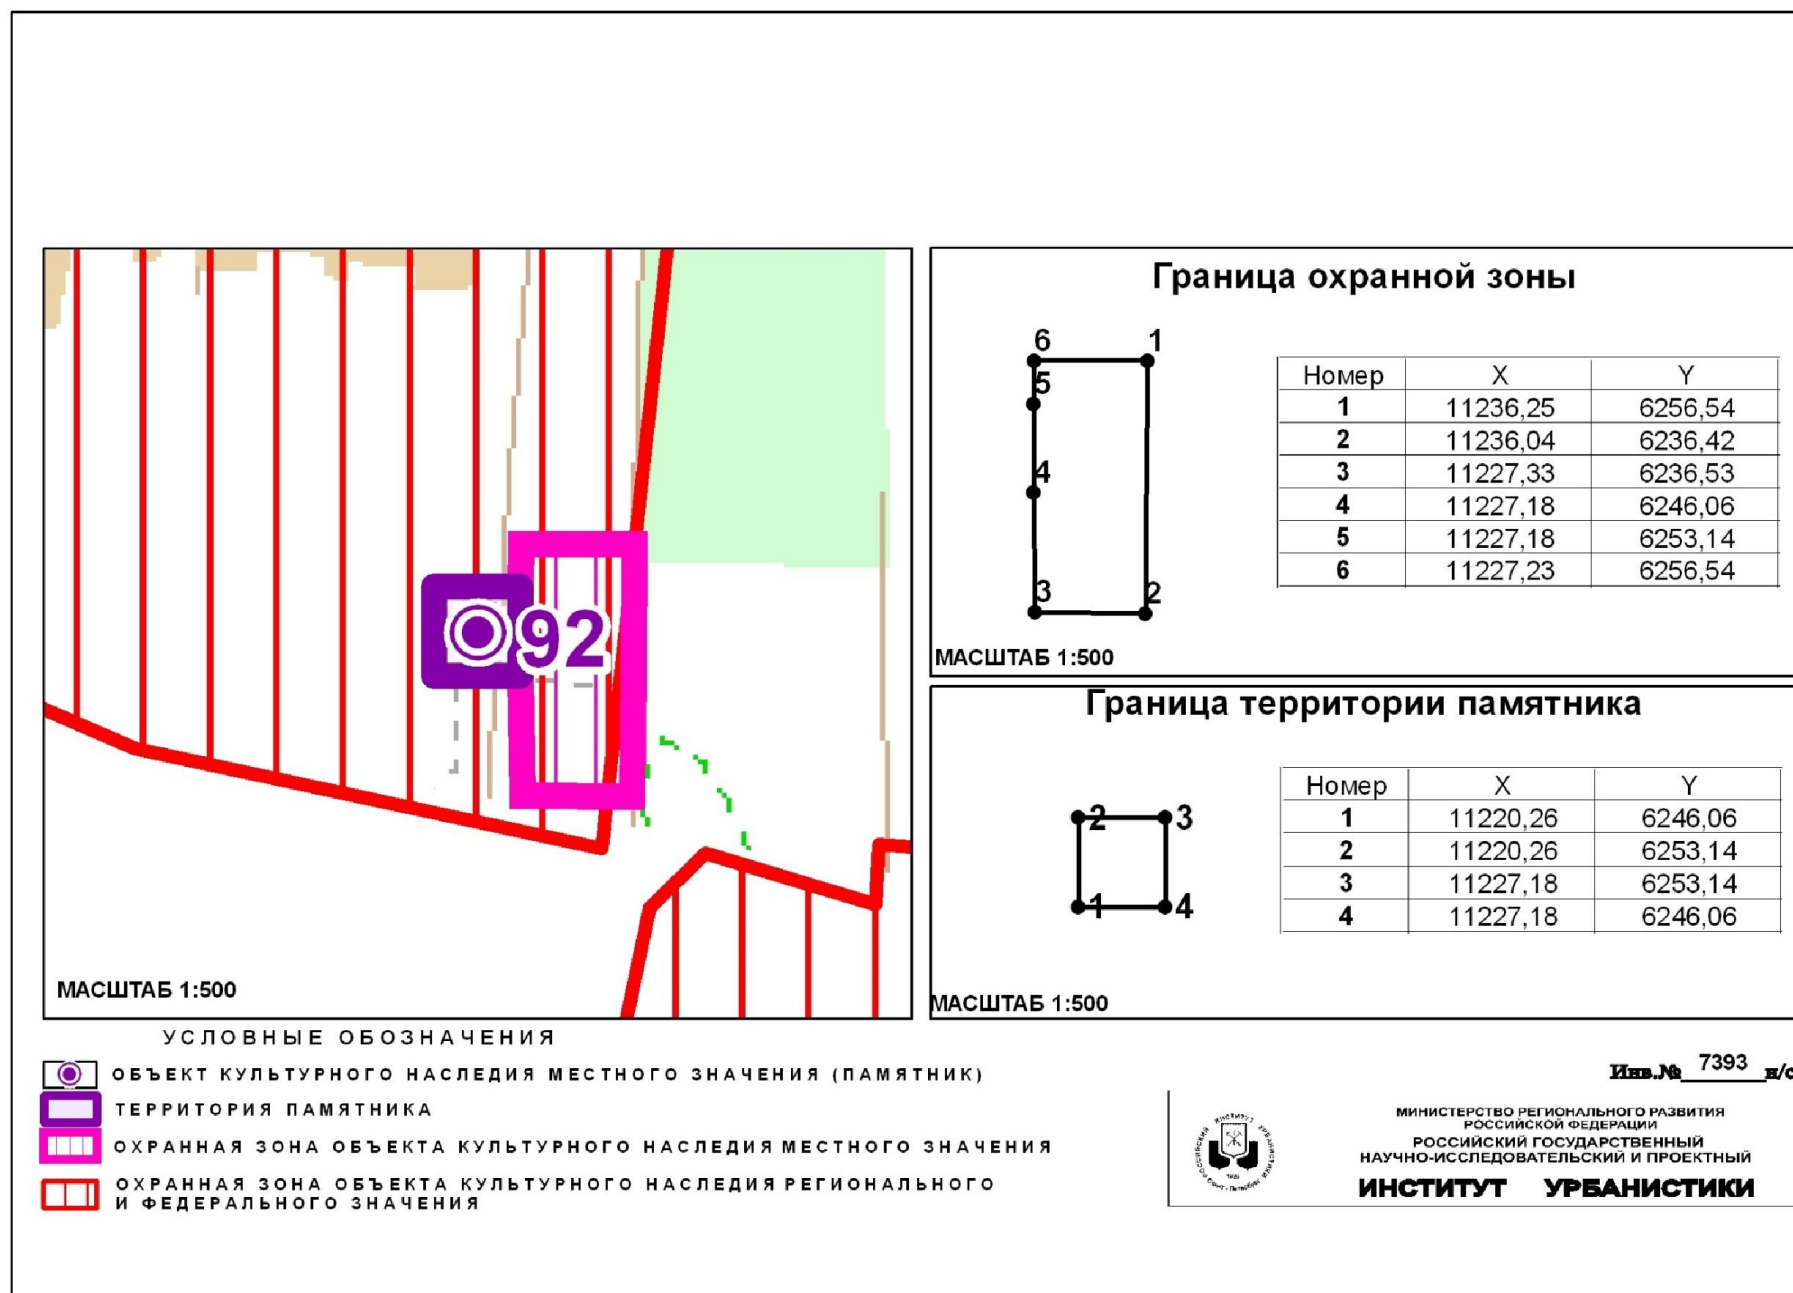 92
МАСШТАБ 1:500
Граница охранной зоны
6
1
5
4
3
2
Номер X Y
1 11236,25 6256,54
2 11236,04 6236,42
3 11227,33 6236,53
4 11227,18 6246,06
5 11227,18 6253,14
6 11227,23 6256,54
МАСШТАБ 1:500
Граница территории памятника
2
3
1
4
Номер X Y
1 11220,26 6246,06
2 11220,26 6253,14
3 11227,18 6253,14
4 11227,18 6246,06
МАСШТАБ 1:500
УСЛОВНЫЕ ОБОЗНАЧЕНИЯ
ОБЪЕКТ КУЛЬТУРНОГО НАСЛЕДИЯ МЕСТНОГО ЗНАЧЕНИЯ (ПАМЯТНИК)
ТЕРРИТОРИЯ ПАМЯТНИКА
ОХРАННАЯ ЗОНА ОБЪЕКТА КУЛЬТУРНОГО НАСЛЕДИЯ МЕСТНОГО ЗНАЧЕНИЯ
ОХРАННАЯ ЗОНА ОБЪЕКТА КУЛЬТУРНОГО НАСЛЕДИЯ РЕГИОНАЛЬНОГО
И ФЕДЕРАЛЬНОГО ЗНАЧЕНИЯ
Инв.№ 7393 н/с
РОССИЙСКИЙ ИНСТИТУТ УРБАНИСТИКИ
МИНИСТЕРСТВО РЕГИОНАЛЬНОГО РАЗВИТИЯ
РОССИЙСКОЙ ФЕДЕРАЦИИ
РОССИЙСКИЙ ГОСУДАРСТВЕННЫЙ
НАУЧНО-ИССЛЕДОВАТЕЛЬСКИЙ И ПРОЕКТНЫЙ
ИНСТИТУТ УРБАНИСТИКИ